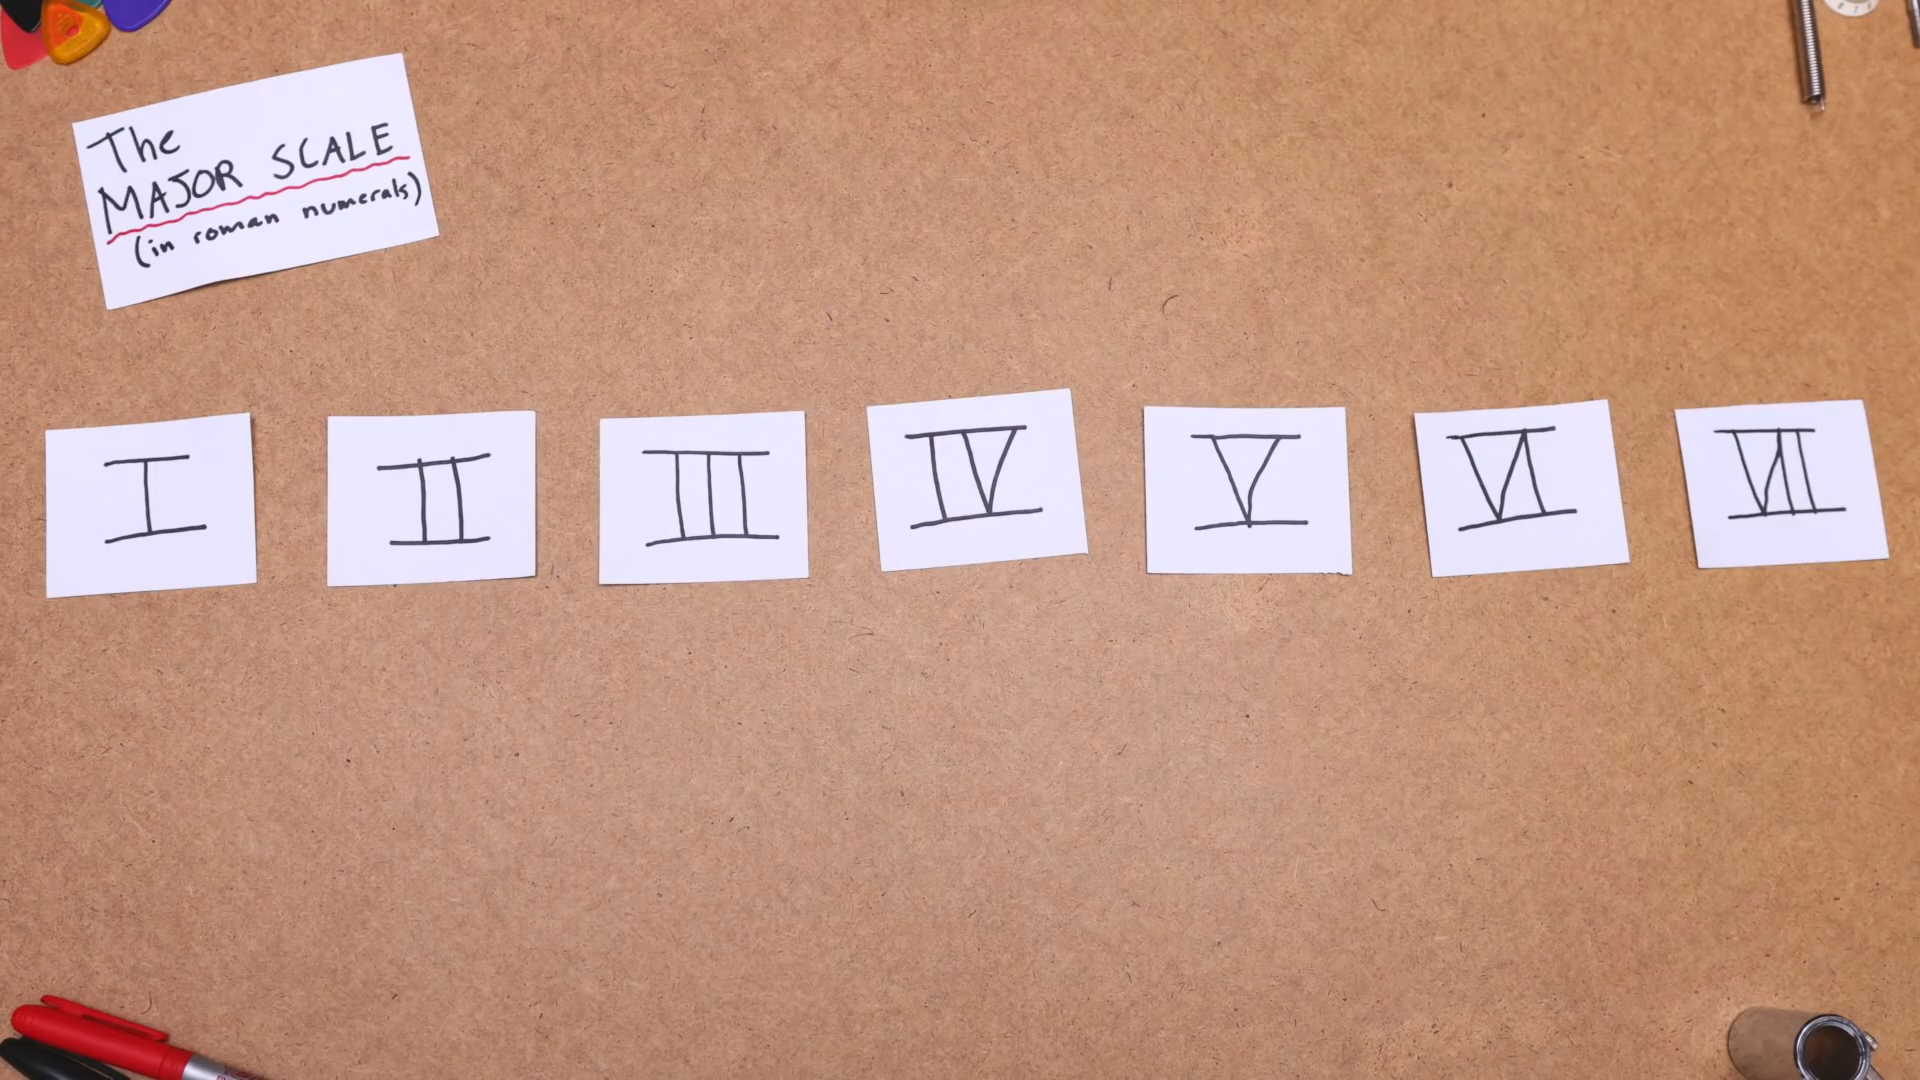 The
MAJOR SCALE
(in roman numerals)
I II III IV V VI VII